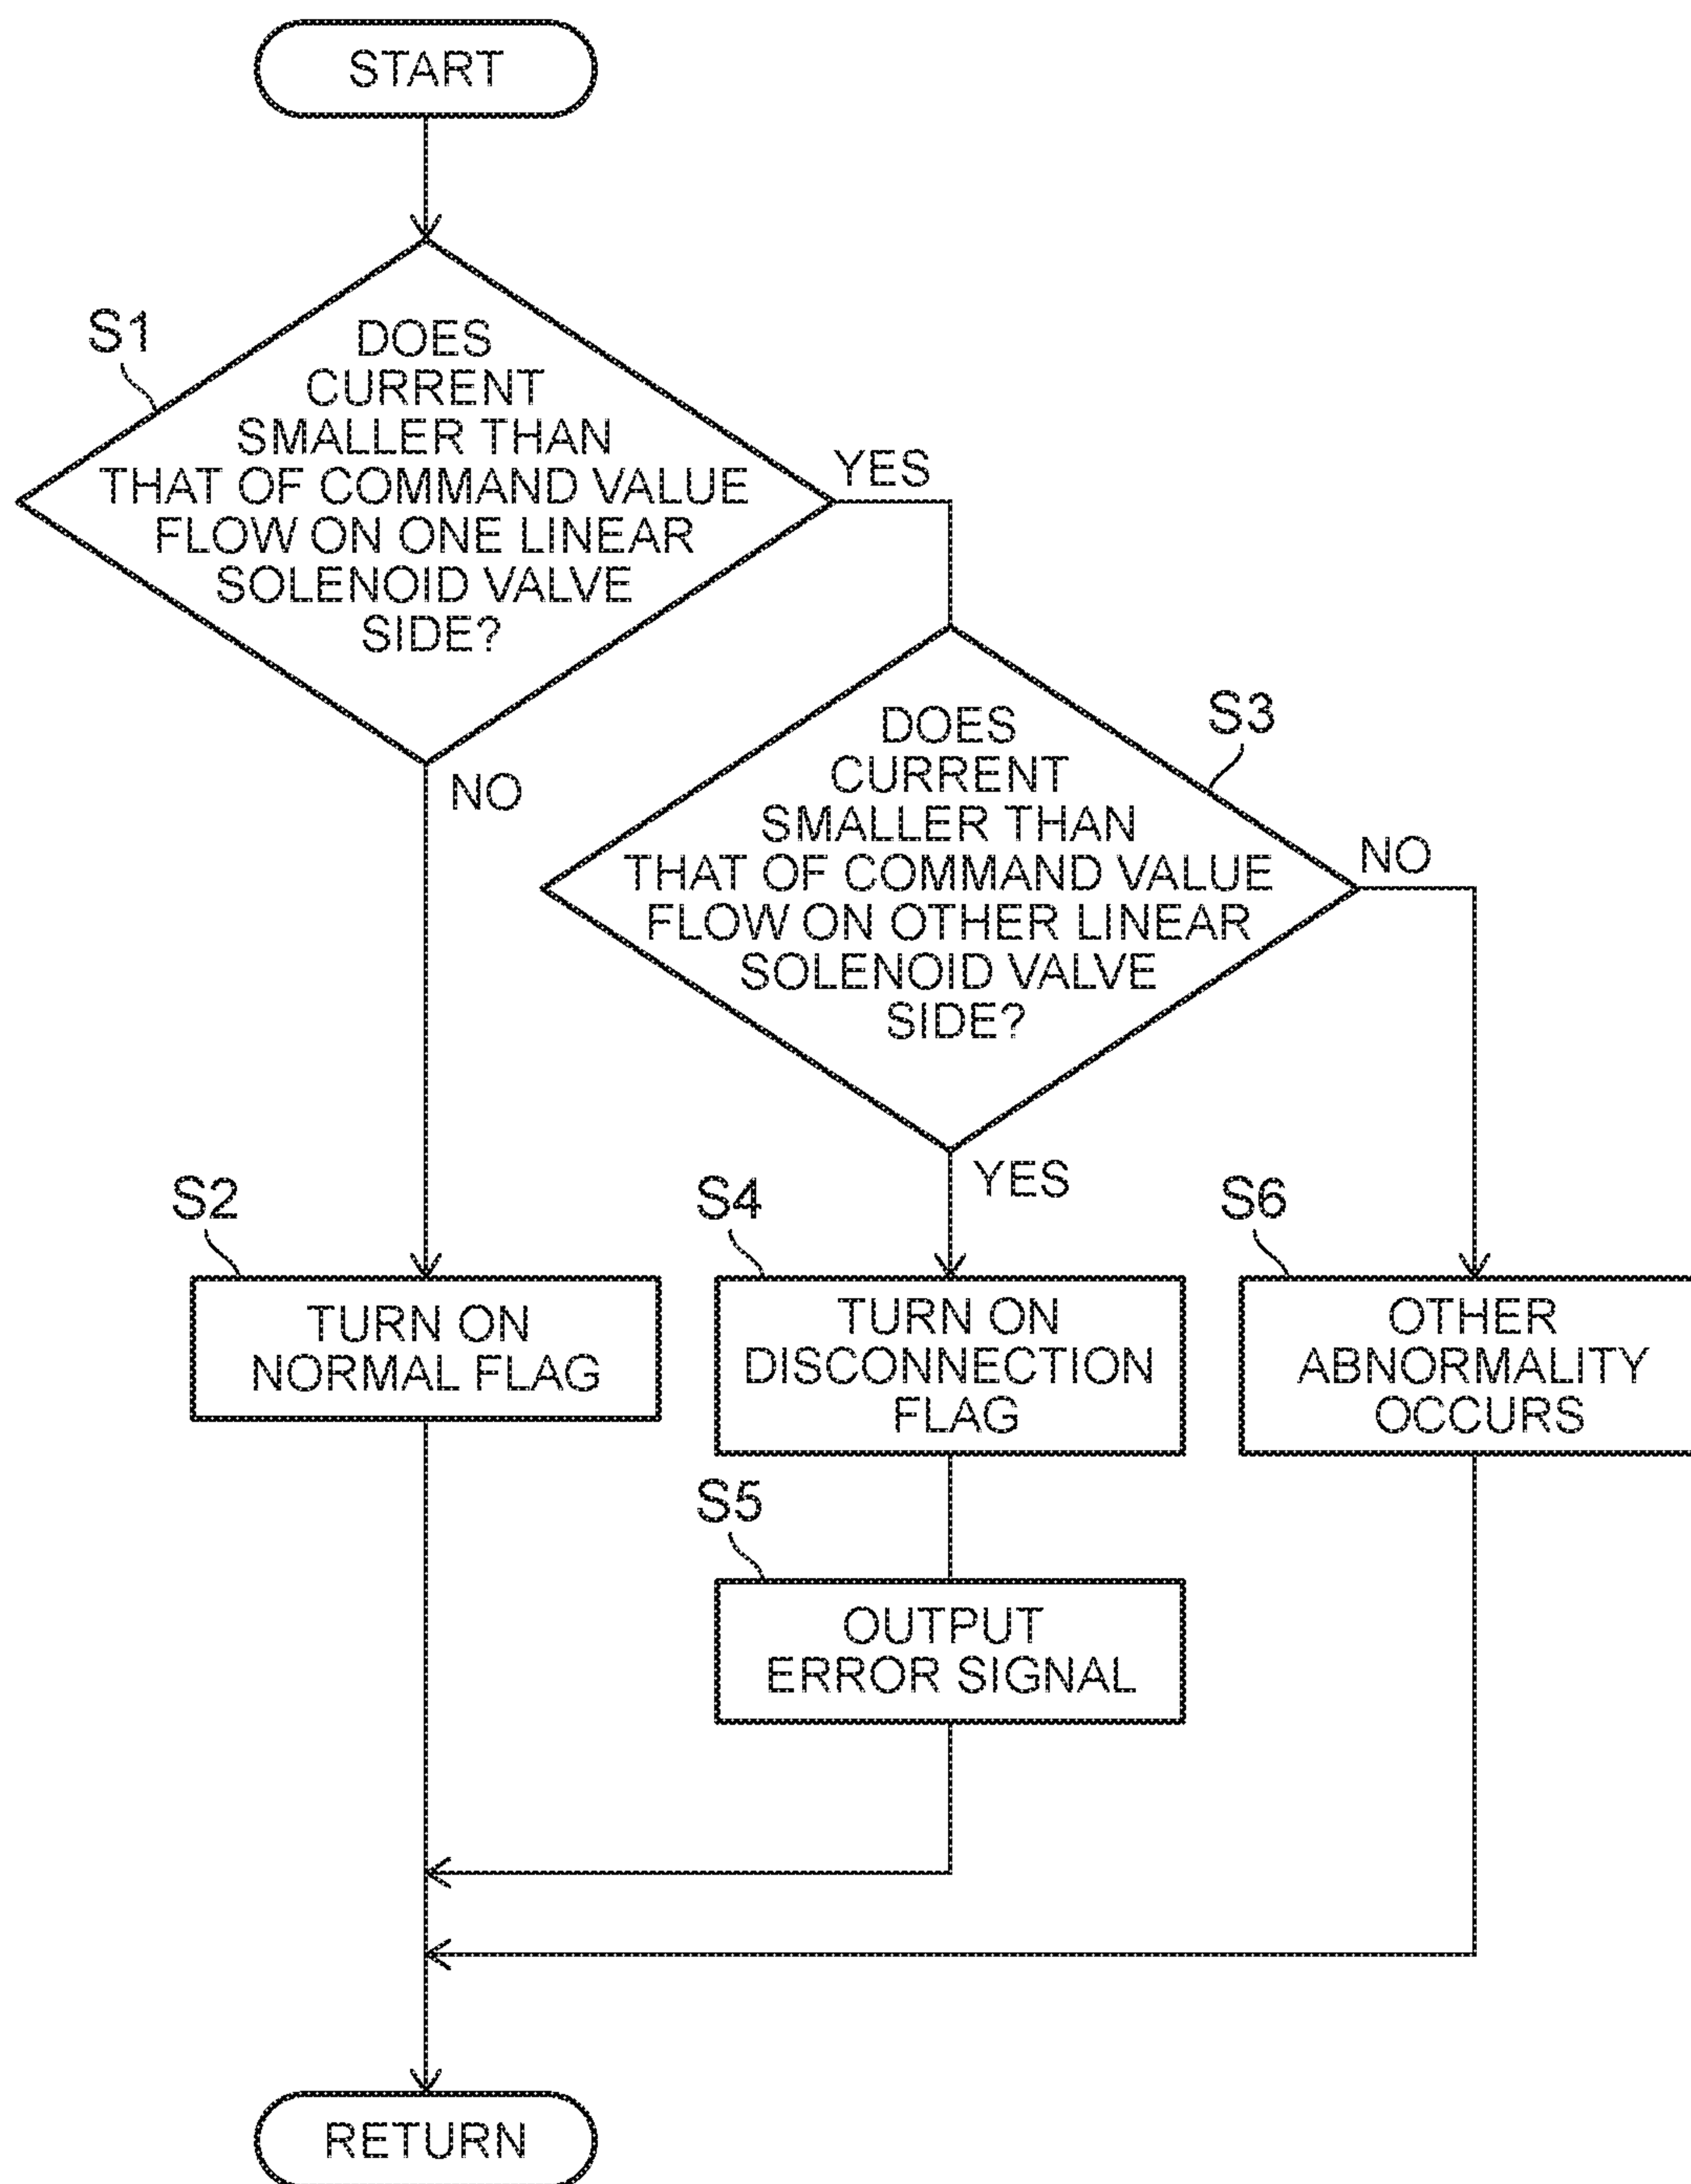 START
S1
DOES
CURRENT
SMALLER THAN
THAT OF COMMAND VALUE
FLOW ON ONE LINEAR
SOLENOID VALVE
SIDE?
YES
NO
S3
DOES
CURRENT
SMALLER THAN
THAT OF COMMAND VALUE
FLOW ON OTHER LINEAR
SOLENOID VALVE
SIDE?
NO
YES
S2
TURN ON
NORMAL FLAG
S4
TURN ON
DISCONNECTION
FLAG
S6
OTHER
ABNORMALITY
OCCURS
S5
OUTPUT
ERROR SIGNAL
RETURN